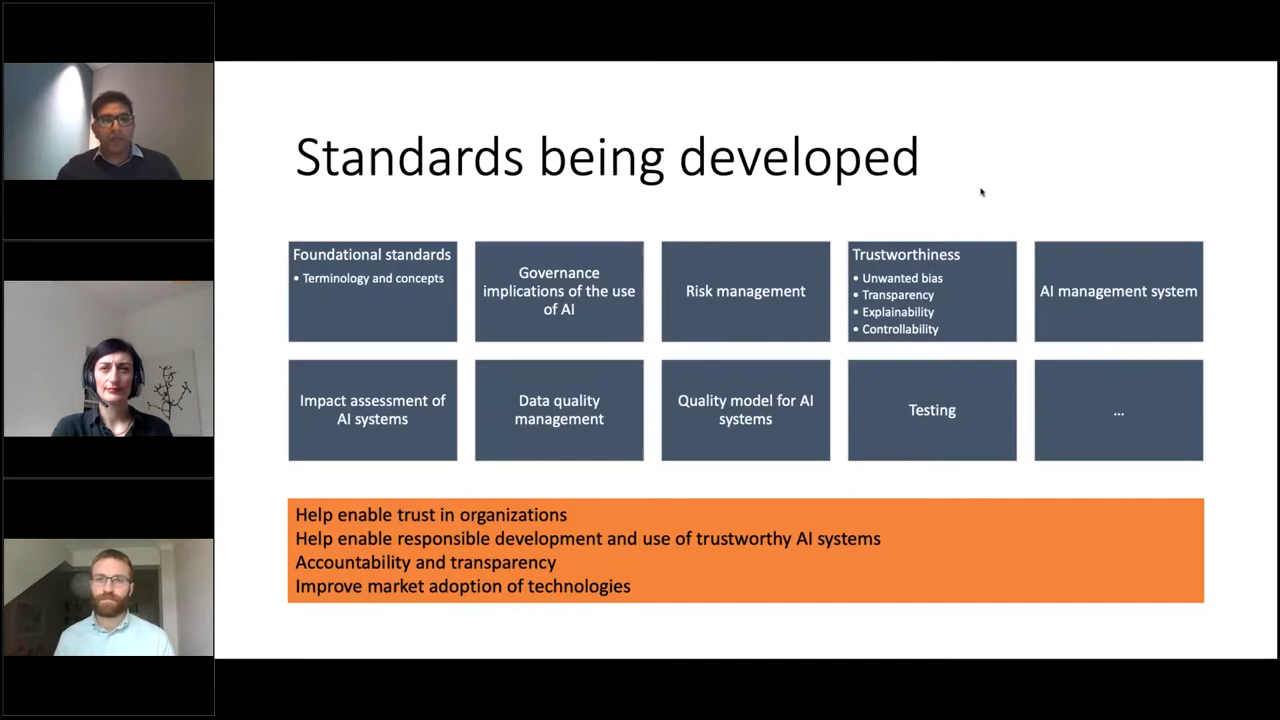 Standards being developed
Foundational standards
• Terminology and concepts
Governance
implications of the use
of AI
Risk management
Trustworthiness
• Unwanted bias
• Transparency
• Explainability
• Controllability
AI management system
Impact assessment of
AI systems
Data quality
management
Quality model for AI
systems
Testing
...
Help enable trust in organizations
Help enable responsible development and use of trustworthy AI systems
Accountability and transparency
Improve market adoption of technologies